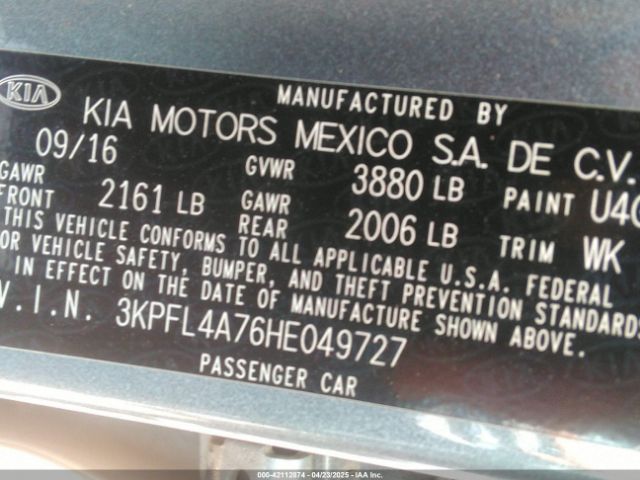 KIA
MANUFACTURED BY
KIA MOTORS MEXICO S.A. DE C.V.
09/16
GAWR FRONT 2161 LB
GVWR 3880 LB
GAWR REAR 2006 LB
PAINT U4
TRIM WK
THIS VEHICLE CONFORMS TO ALL APPLICABLE U.S.A. FEDERAL
OR VEHICLE SAFETY, BUMPER, AND THEFT PREVENTION STANDARDS
IN EFFECT ON THE DATE OF MANUFACTURE SHOWN ABOVE.
V.I.N. 3KPFL4A76HE049727
PASSENGER CAR
000-42112874 - 04/23/2025 - IAA Inc.